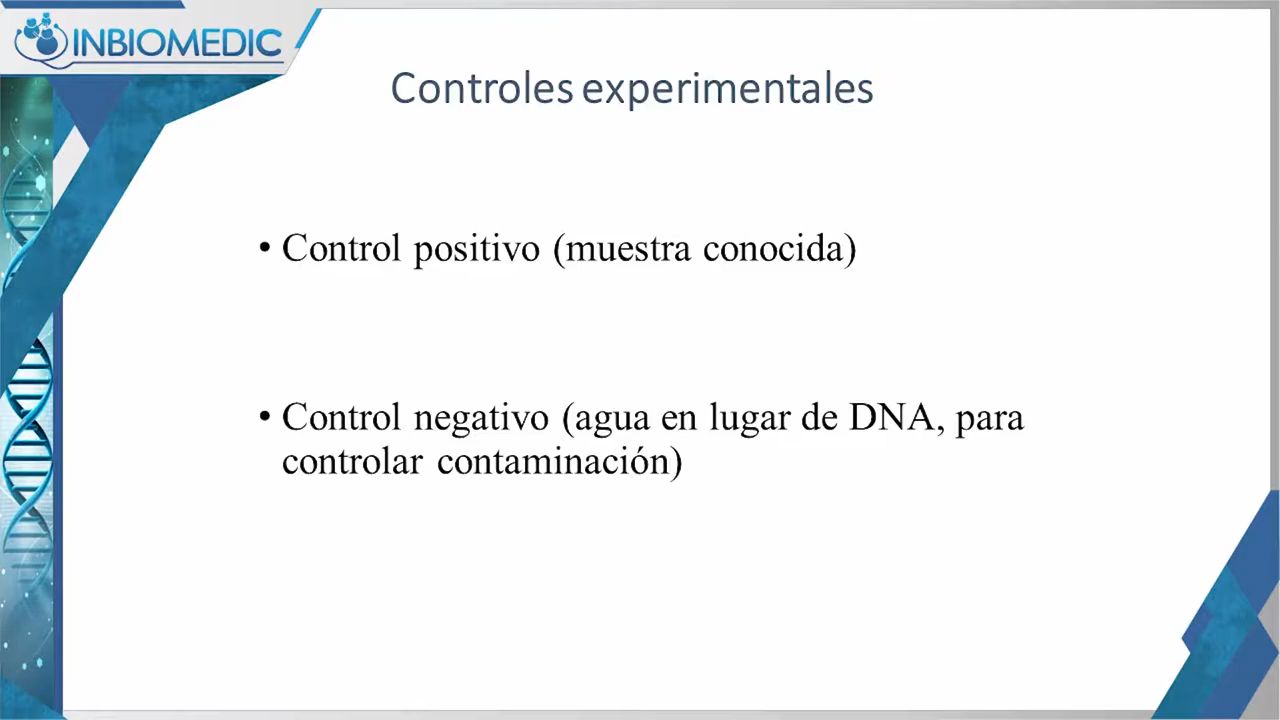 INBIOMEDIC
Controles experimentales
• Control positivo (muestra conocida)
• Control negativo (agua en lugar de DNA, para
controlar contaminación)